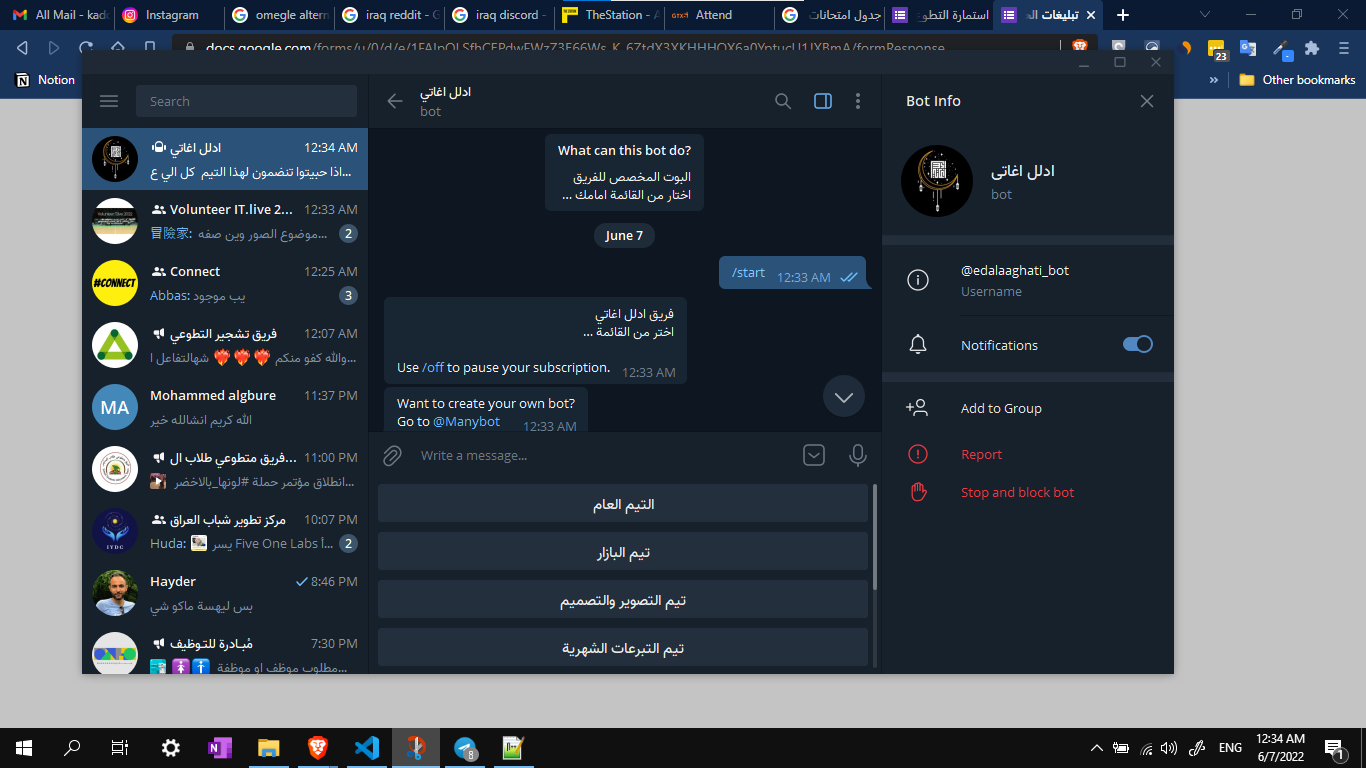 All Mail - kad
Instagram
omegle altern
iraq reddit - G
iraq discord -
TheStation - A
Attend
جدول امتحانات
استمارة التطوع
تبليغات
docs.google.com/forms/u/0/d/e/
/formResponse
23
Notion
»
Other bookmarks
Search
ادلل اغاتي
12:34 AM
اذا حبيتوا تنضمون لهذا التيم كل الي ع...
Volunteer IT.live 2...
12:33 AM
冒險家: موضوع الصور وين صفه...
2
Connect
12:25 AM
Abbas: يب موجود
3
فريق تشجير التطوعي
12:07 AM
والله كفو منكم ❤️‍🔥❤️‍🔥❤️‍🔥 شهالتفاعل ا...
MA
Mohammed algbure
11:37 PM
الله كريم انشالله خير
فريق متطوعي طلاب ال...
11:00 PM
انطلاق مؤتمر حملة #لونها_بالاخضر...
مركز تطوير شباب العراق
10:07 PM
Huda: يسر Five One Labs أ...
2
IYDC
Hayder
8:46 PM
بس ليهسة ماكو شي
مُبادرة للتوظيف
7:30 PM
مطلوب موظف او موظفة...
#CONNECT
ادلل اغاتي
bot
What can this bot do?
البوت المخصص للفريق
اختار من القائمة امامك ...
June 7
/start
12:33 AM
فريق ادلل اغاتي
اختر من القائمة ...
Use /off to pause your subscription.
12:33 AM
Want to create your own bot?
Go to @Manybot
12:33 AM
Write a message...
التيم العام
تيم البازار
تيم التصوير والتصميم
تيم التبرعات الشهرية
Bot Info
ادلل اغاتي
bot
@edalaaghati_bot
Username
Notifications
Add to Group
Report
Stop and block bot
8
ENG
12:34 AM
6/7/2022
1